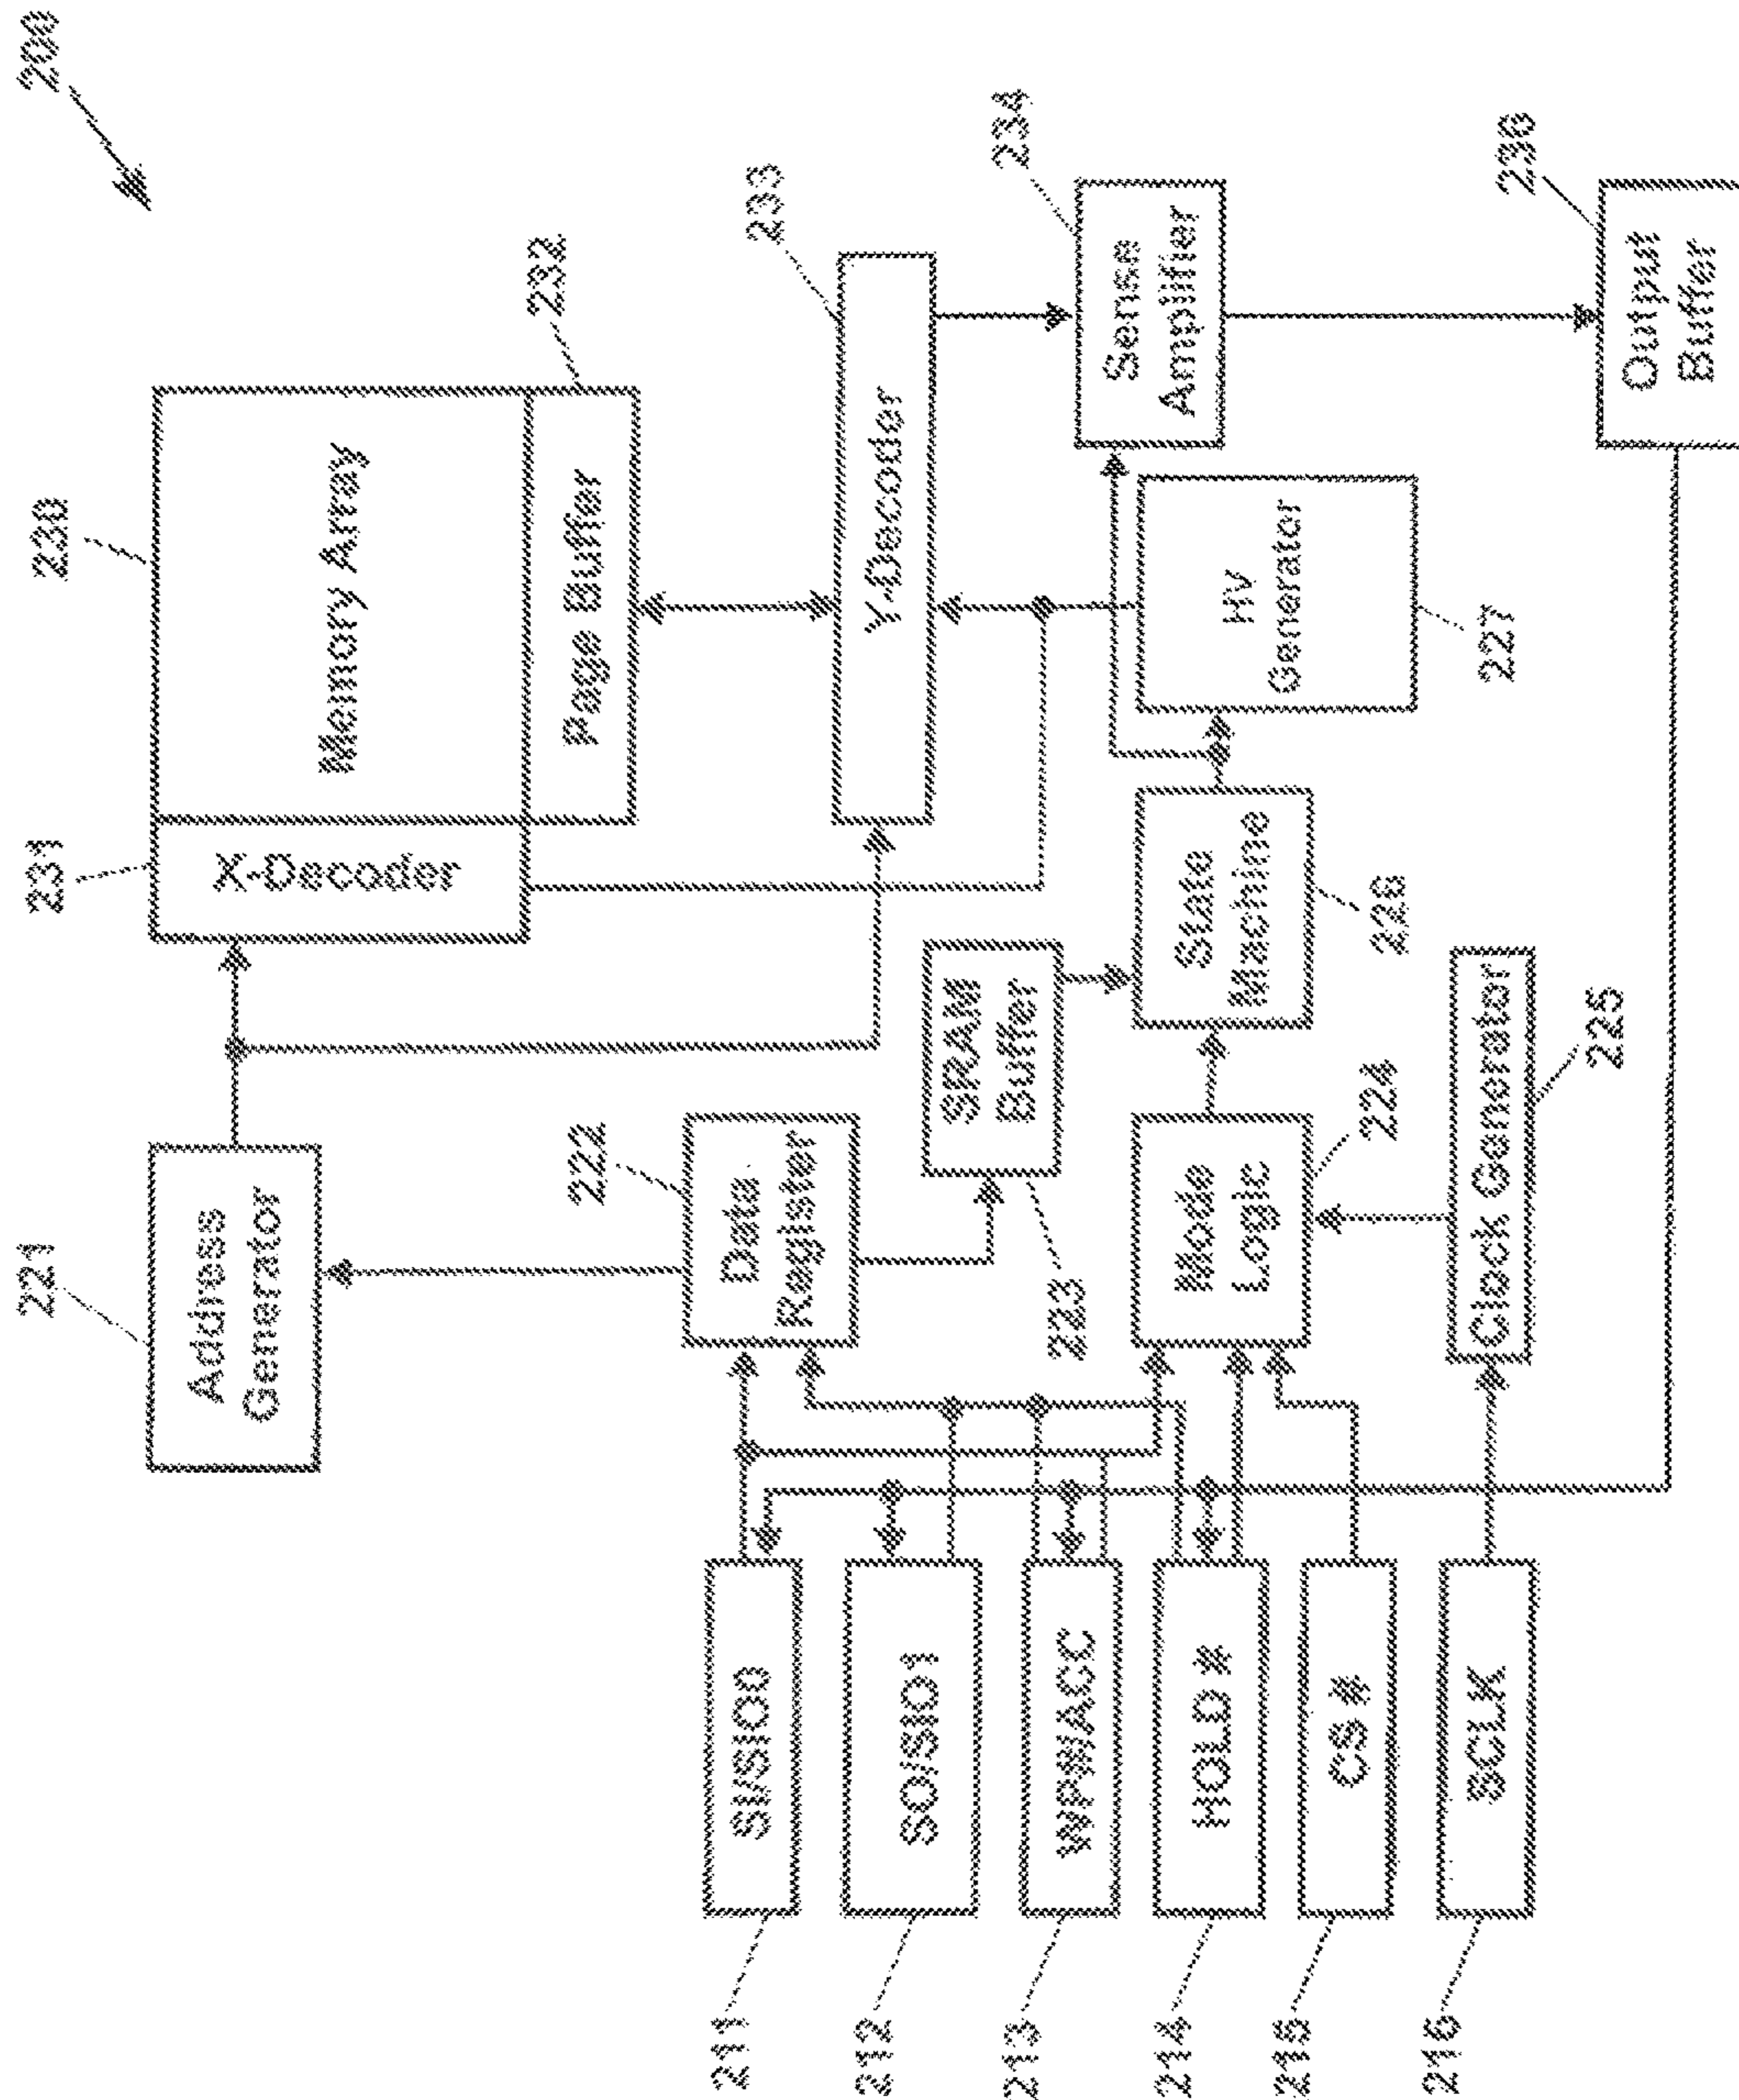 200
221
Address
Generator
231
X-Decoder
230
Memory Array
Page Buffer
232
222
Data
Register
Y-Decoder
233
211
SI/SIO0
212
SO/SIO1
223
SRAM
Buffer
Sense
Amplifier
234
213
WP#/ACC
214
HOLD #
Mode
Logic
224
State
Machine
226
HV
Generator
227
215
CS #
216
SCLK
Clock Generator
225
Output
Buffer
236